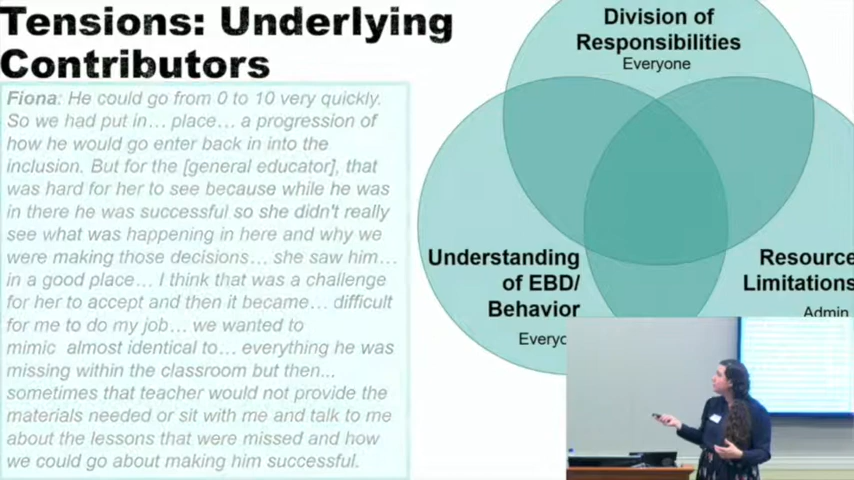 Tensions: Underlying
Contributors
Fiona: He could go from 0 to 10 very quickly.
So we had put in… place… a progression of
how he would go enter back in into the
inclusion. But for the [general educator], that
was hard for her to see because while he was
in there he was successful so she didn't really
see what was happening in here and why we
were making those decisions… she saw him…
in a good place… I think that was a challenge
for her to accept and then it became… difficult
for me to do my job… we wanted to
mimic  almost identical to… everything he was
missing within the classroom but then...
sometimes that teacher would not provide the
materials needed or sit with me and talk to me
about the lessons that were missed and how
we could go about making him successful.
Division of
Responsibilities
Everyone
Understanding
of EBD/
Behavior
Everyo
Resource
Limitations
Admin